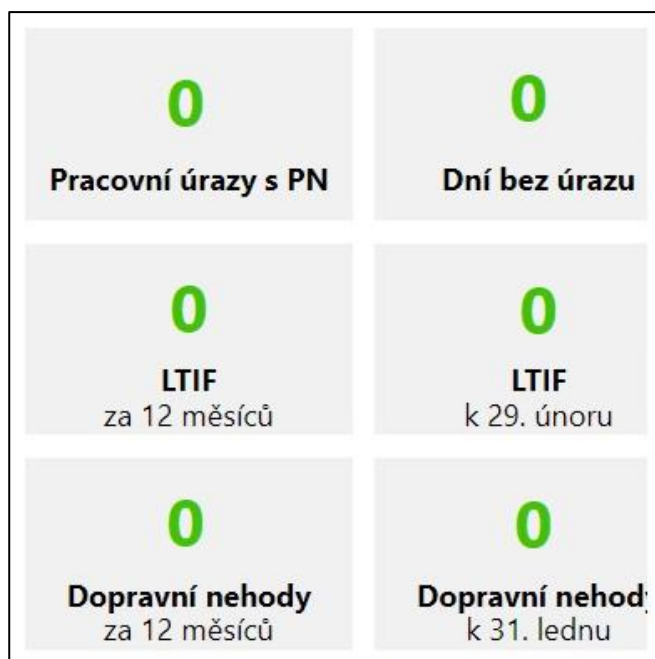 0
Pracovní úrazy s PN
0
Dní bez úrazu
0
LTIF
za 12 měsíců
0
LTIF
k 29. únoru
0
Dopravní nehody
za 12 měsíců
0
Dopravní nehody
k 31. lednu